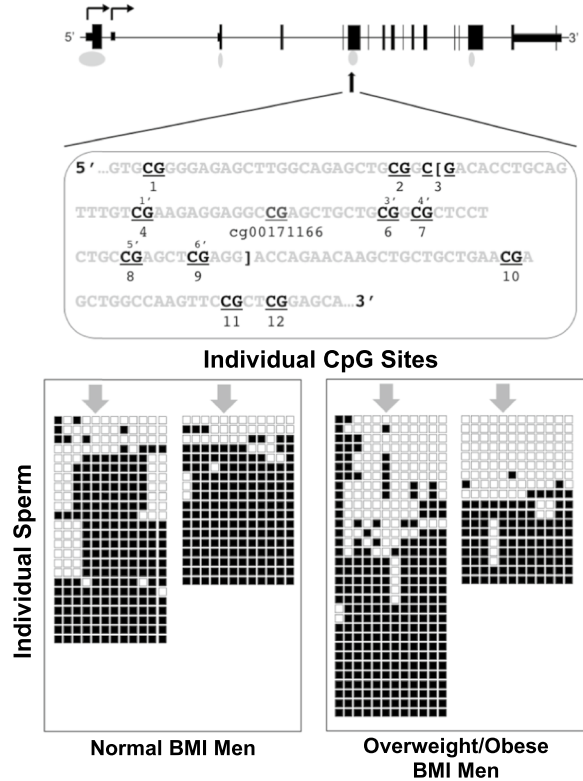 5' 3'
5′…GTGCGGGGAGAGCTTGGCAGAGCTGCGGC[GACACCTGCAG
1 2 3
1' 3' 4'
TTTGTCGAAGAGGAGGCCGAGCTGCTGCGGCGCTCCT
4 cg00171166 6 7
5' 6'
CTGCCGAGCTCGAGG]ACCAGAACAAGCTGCTGCTGAACGA
8 9 10
GCTGGCCAAGTTCCGCTCGGAGCA…3′
11 12
Individual CpG Sites
Individual Sperm
Normal BMI Men
Overweight/Obese
BMI Men